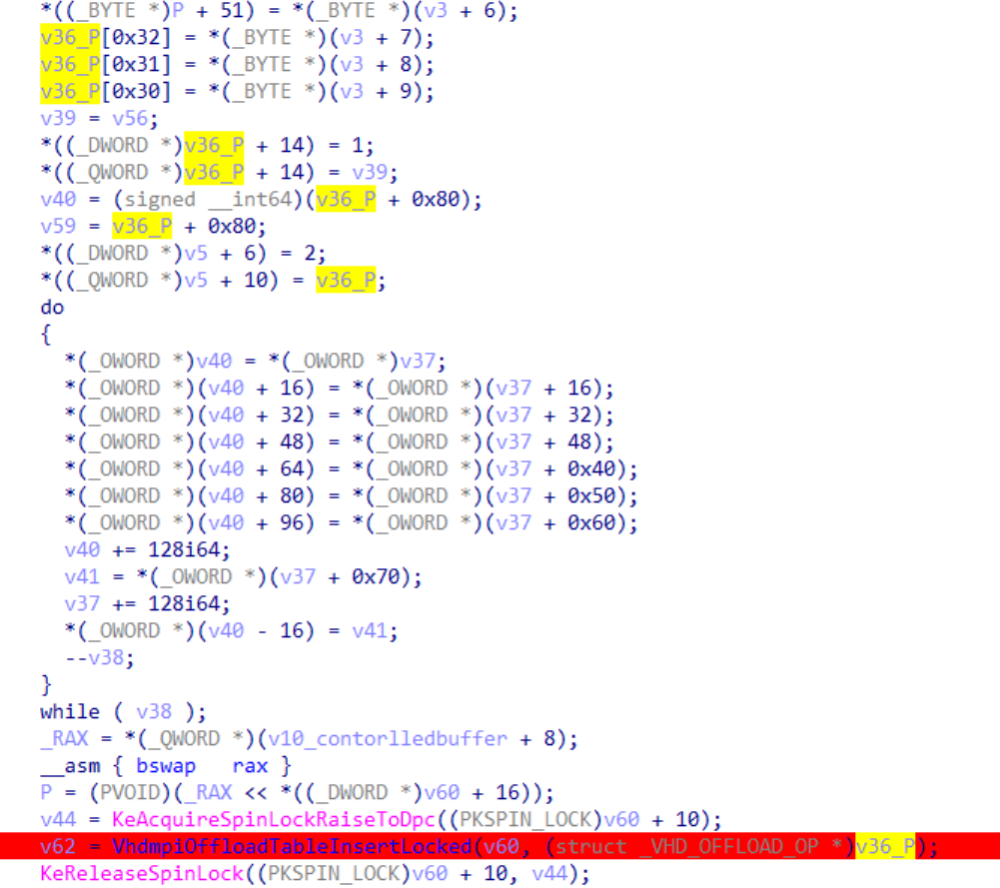 *((_BYTE *)P + 51) = *(_BYTE *)(v3 + 6);
v36_P[0x32] = *(_BYTE *)(v3 + 7);
v36_P[0x31] = *(_BYTE *)(v3 + 8);
v36_P[0x30] = *(_BYTE *)(v3 + 9);
v39 = v56;
*((_DWORD *)v36_P + 14) = 1;
*((_QWORD *)v36_P + 14) = v39;
v40 = (signed __int64)(v36_P + 0x80);
v59 = v36_P + 0x80;
*((_DWORD *)v5 + 6) = 2;
*((_QWORD *)v5 + 10) = v36_P;
do
{
*(_OWORD *)v40 = *(_OWORD *)v37;
*(_OWORD *)(v40 + 16) = *(_OWORD *)(v37 + 16);
*(_OWORD *)(v40 + 32) = *(_OWORD *)(v37 + 32);
*(_OWORD *)(v40 + 48) = *(_OWORD *)(v37 + 48);
*(_OWORD *)(v40 + 64) = *(_OWORD *)(v37 + 0x40);
*(_OWORD *)(v40 + 80) = *(_OWORD *)(v37 + 0x50);
*(_OWORD *)(v40 + 96) = *(_OWORD *)(v37 + 0x60);
v40 += 128i64;
v41 = *(_OWORD *)(v37 + 0x70);
v37 += 128i64;
*(_OWORD *)(v40 - 16) = v41;
--v38;
}
while ( v38 );
_RAX = *(_QWORD *)(v10_contorlledbuffer + 8);
__asm { bswap   rax }
P = (PVOID)(_RAX << *((_DWORD *)v60 + 16));
v44 = KeAcquireSpinLockRaiseToDpc((PKSPIN_LOCK)v60 + 10);
v62 = VhdmpiOffloadTableInsertLocked(v60, (struct _VHD_OFFLOAD_OP *)v36_P);
KeReleaseSpinLock((PKSPIN_LOCK)v60 + 10, v44);